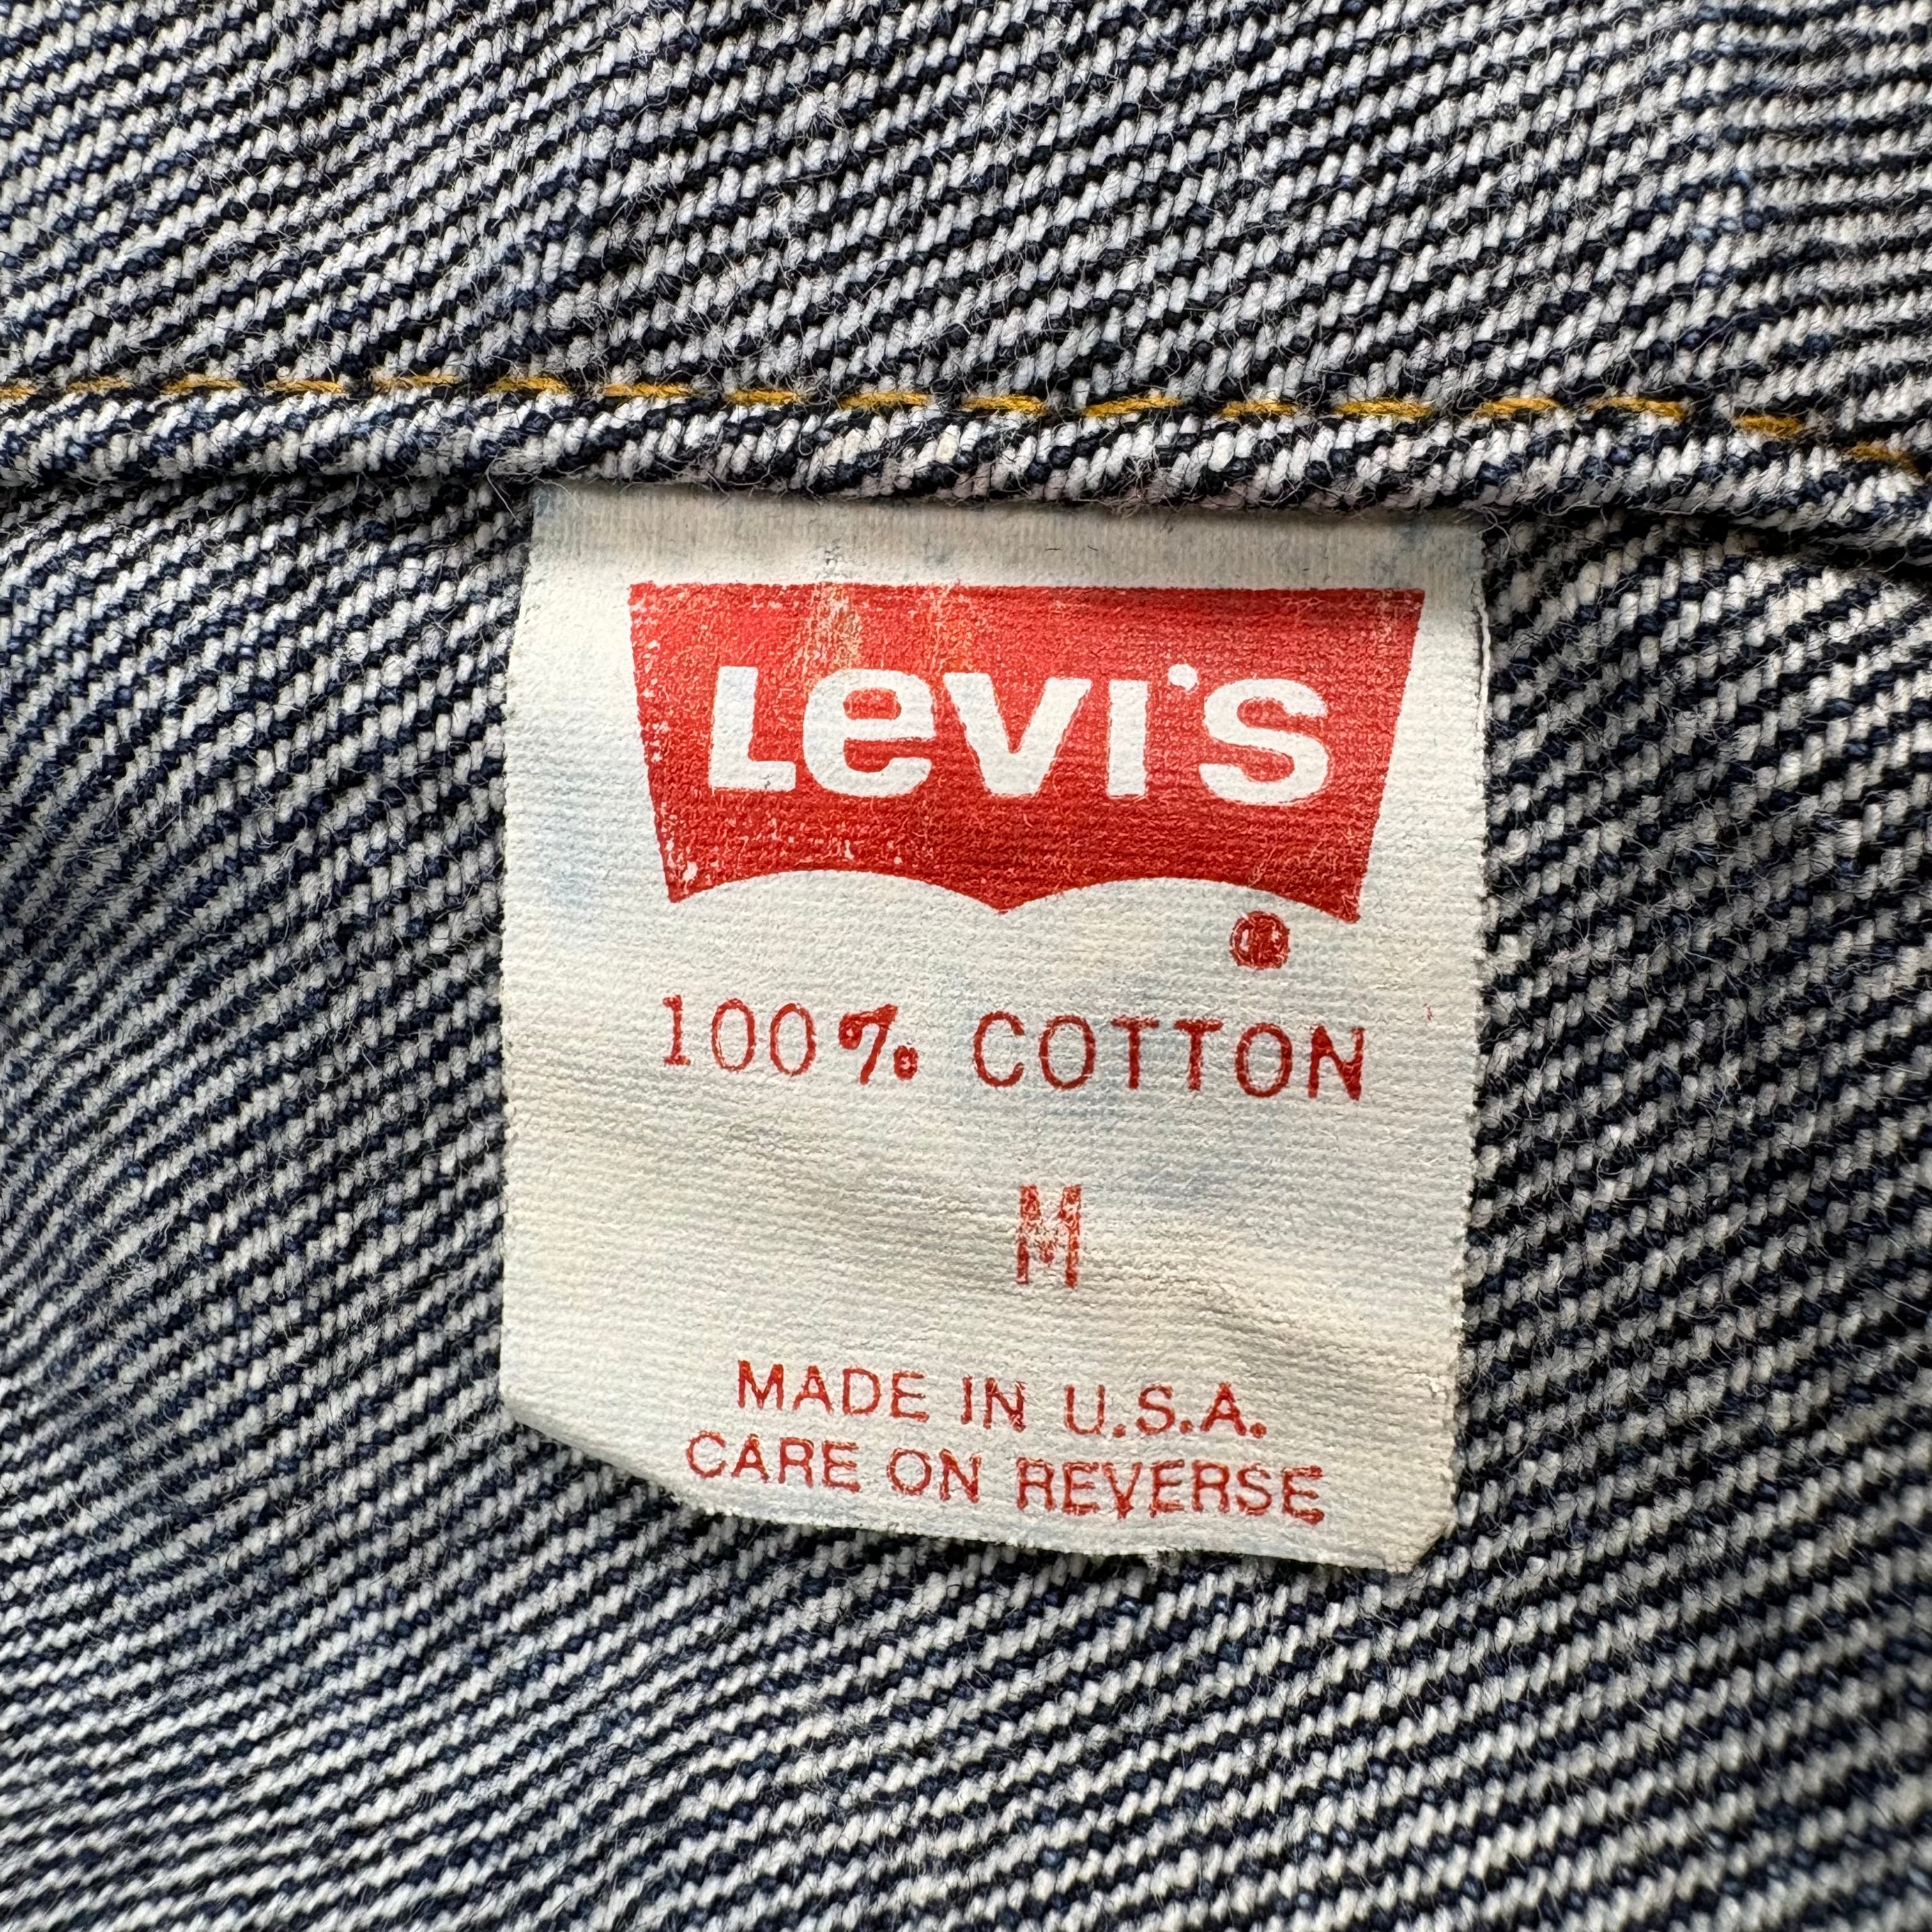 Levi's
®
100% COTTON
M
MADE IN U.S.A.
CARE ON REVERSE